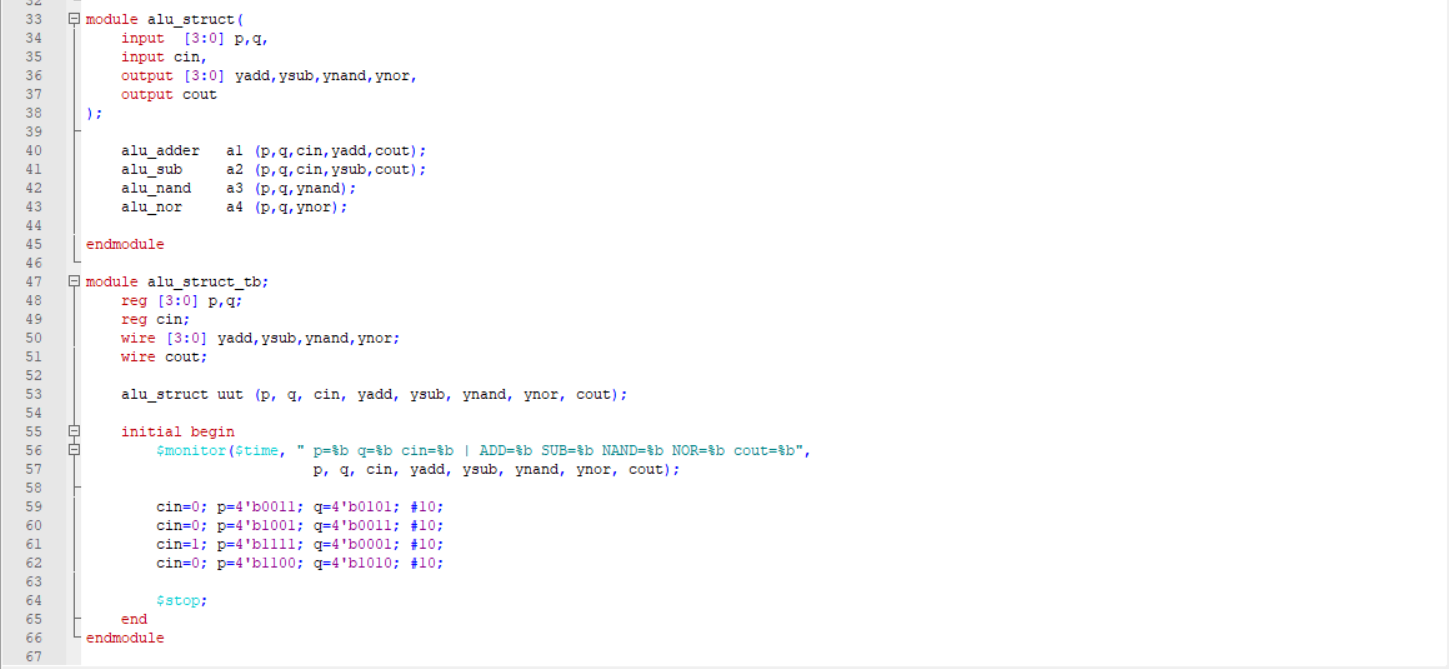 32
33 module alu_struct(
34     input  [3:0] p,q,
35     input cin,
36     output [3:0] yadd,ysub,ynand,ynor,
37     output cout
38 );
39
40     alu_adder   a1 (p,q,cin,yadd,cout);
41     alu_sub     a2 (p,q,cin,ysub,cout);
42     alu_nand    a3 (p,q,ynand);
43     alu_nor     a4 (p,q,ynor);
44
45 endmodule
46
47 module alu_struct_tb;
48     reg [3:0] p,q;
49     reg cin;
50     wire [3:0] yadd,ysub,ynand,ynor;
51     wire cout;
52
53     alu_struct uut (p, q, cin, yadd, ysub, ynand, ynor, cout);
54
55     initial begin
56         $monitor($time, " p=%b q=%b cin=%b | ADD=%b SUB=%b NAND=%b NOR=%b cout=%b",
57                           p, q, cin, yadd, ysub, ynand, ynor, cout);
58
59         cin=0; p=4'b0011; q=4'b0101; #10;
60         cin=0; p=4'b1001; q=4'b0011; #10;
61         cin=1; p=4'b1111; q=4'b0001; #10;
62         cin=0; p=4'b1100; q=4'b1010; #10;
63
64         $stop;
65     end
66 endmodule
67